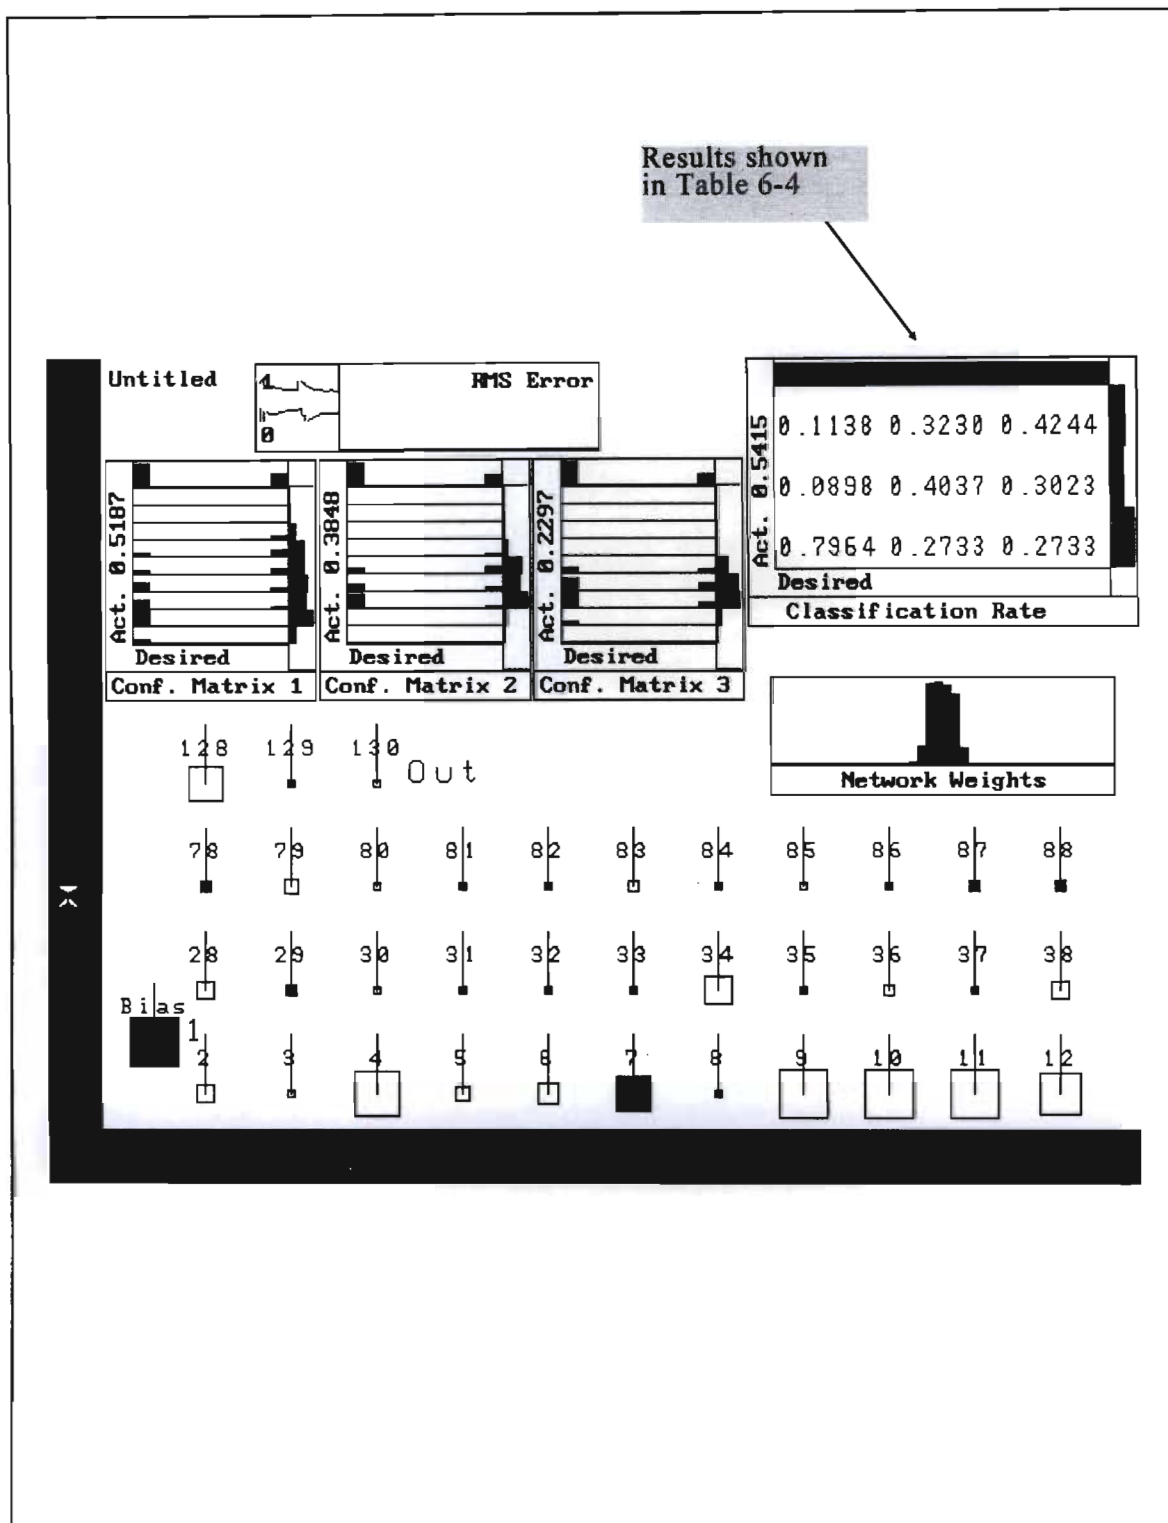 Results shown
in Table 6-4
Untitled
1
RMS Error
0
Act. 0.5187
Desired
Conf. Matrix 1
Act. 0.3848
Desired
Conf. Matrix 2
Act. 0.2297
Desired
Conf. Matrix 3
Act. 0.5415
0.1138 0.3230 0.4244
0.0898 0.4037 0.3023
0.7964 0.2733 0.2733
Desired
Classification Rate
Network Weights
128 129 130 Out
78 79 80 81 82 83 84 85 86 87 88
28 29 30 31 32 33 34 35 36 37 38
Bias 1
2 3 4 5 6 7 8 9 10 11 12